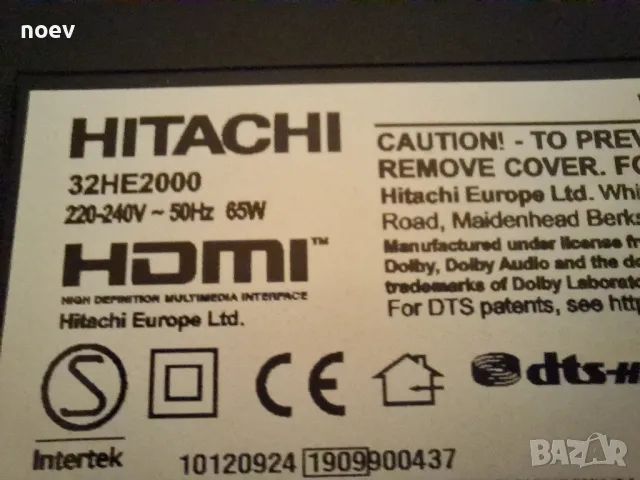 noev
HITACHI
32HE2000
220-240V ~ 50Hz 65W
HDMI™
HIGH DEFINITION MULTIMEDIA INTERFACE
Hitachi Europe Ltd.
CAUTION! - TO PREV
REMOVE COVER. FO
Hitachi Europe Ltd. Whi
Road, Maidenhead Berks
Manufactured under license fr
Dolby, Dolby Audio and the do
trademarks of Dolby Laborato
For DTS patents, see http
S
CE
dts-H
Intertek
10120924 1909900437
BAZAR